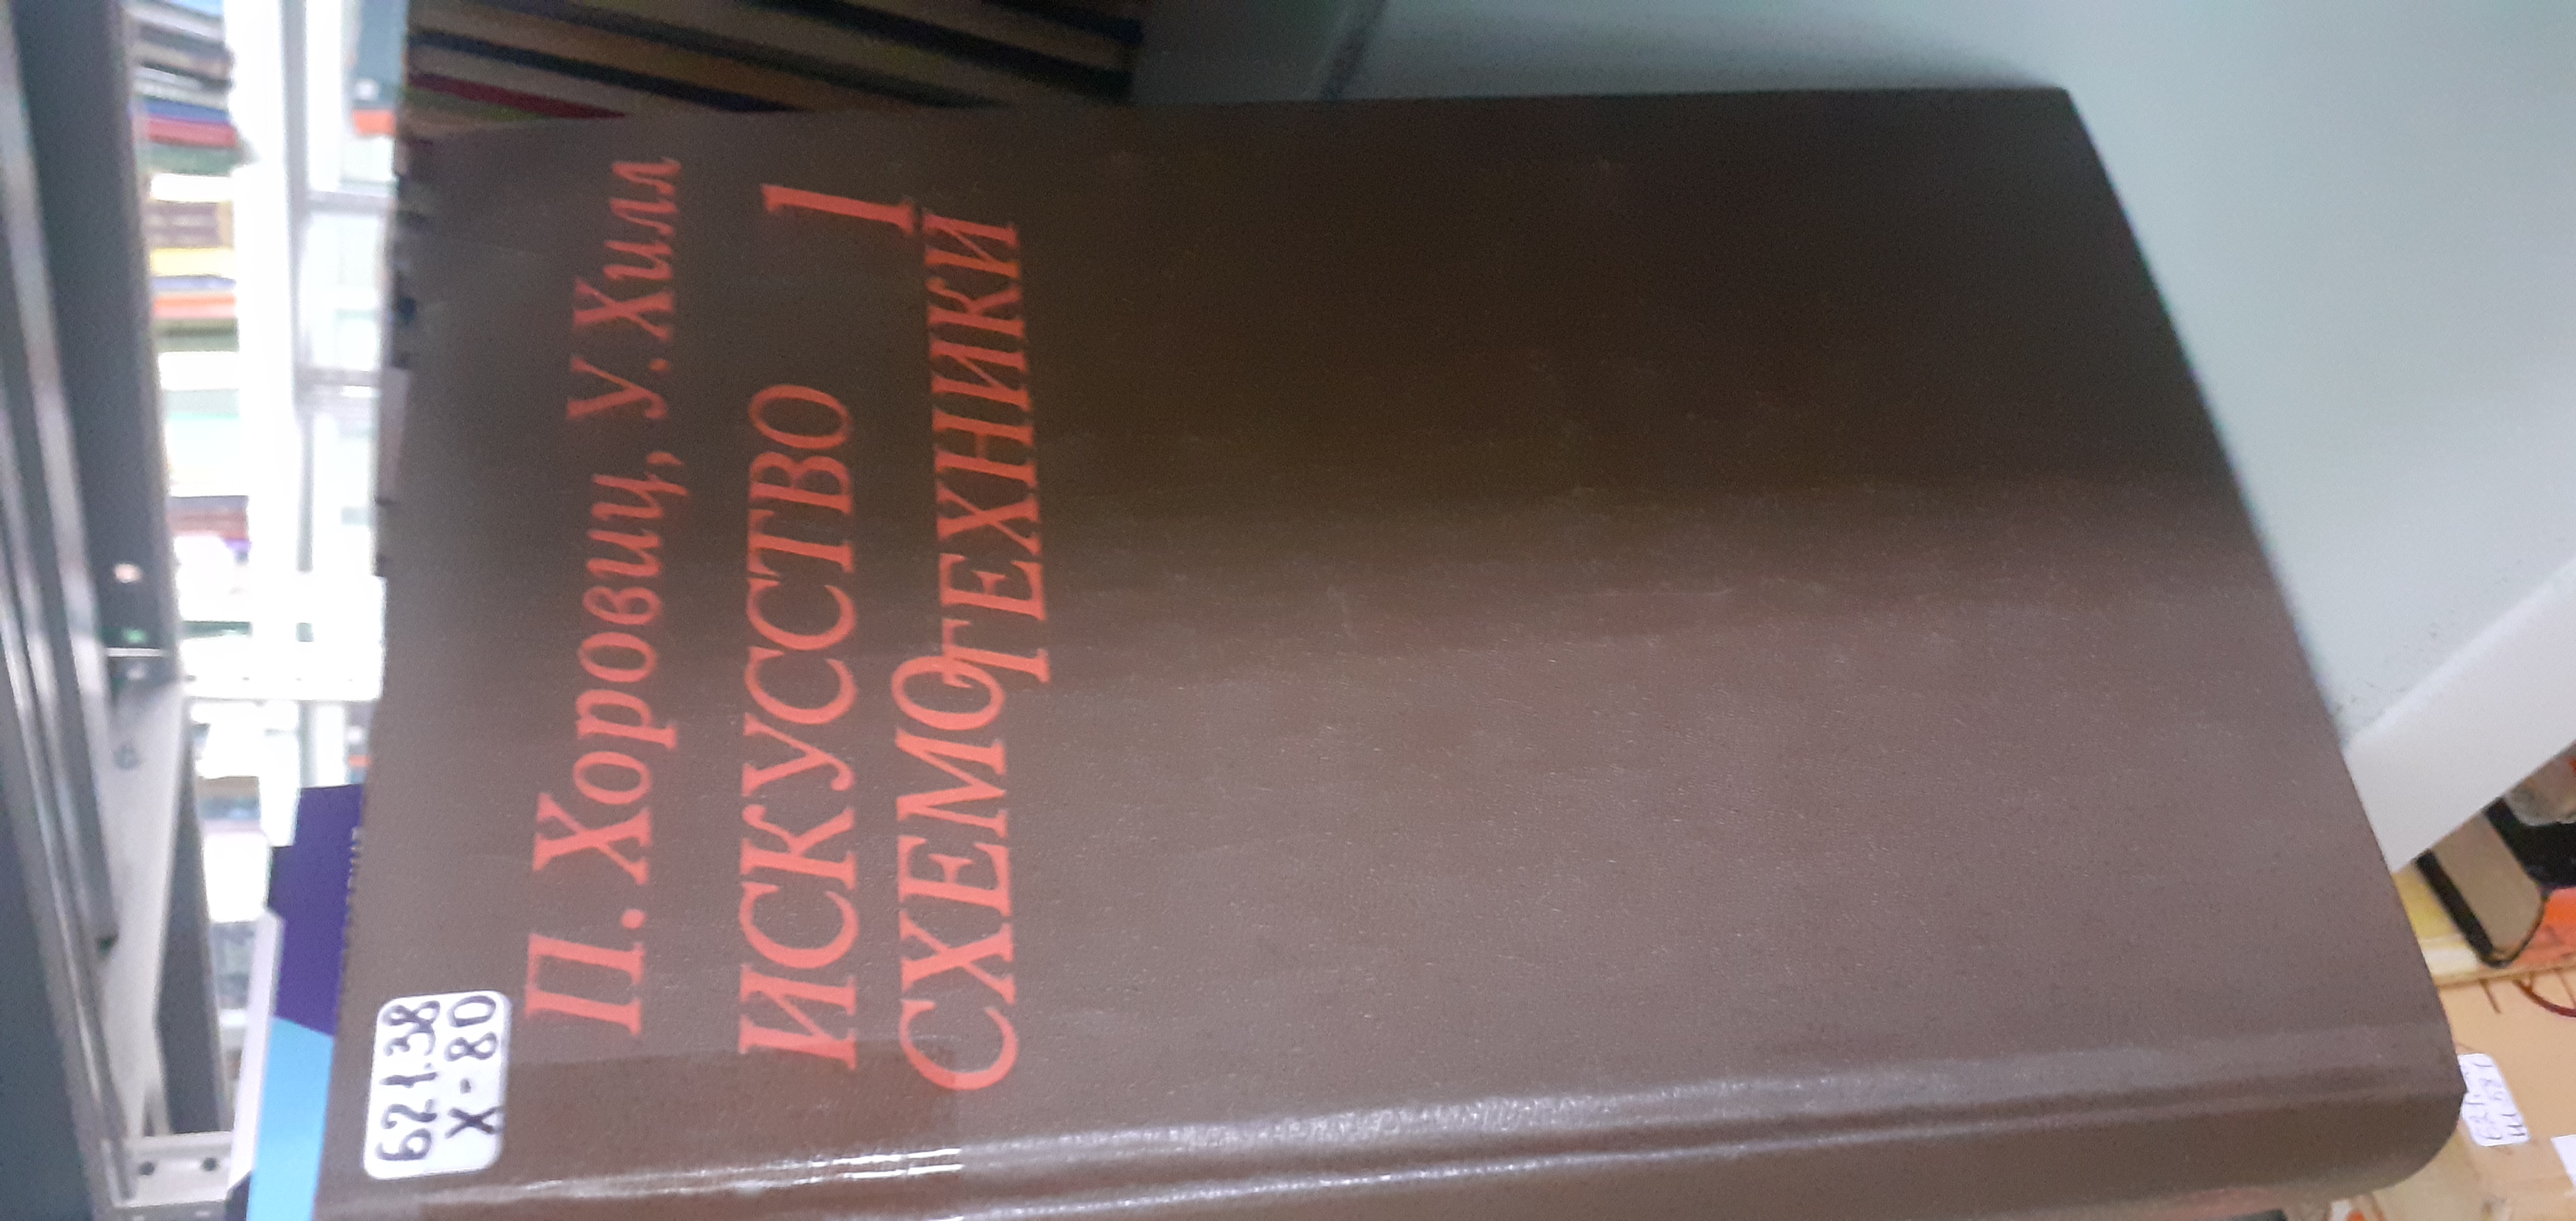 621.38
Х-80
П. Хоровиц, У. Хилл
ИСКУССТВО 1
СХЕМОТЕХНИКИ